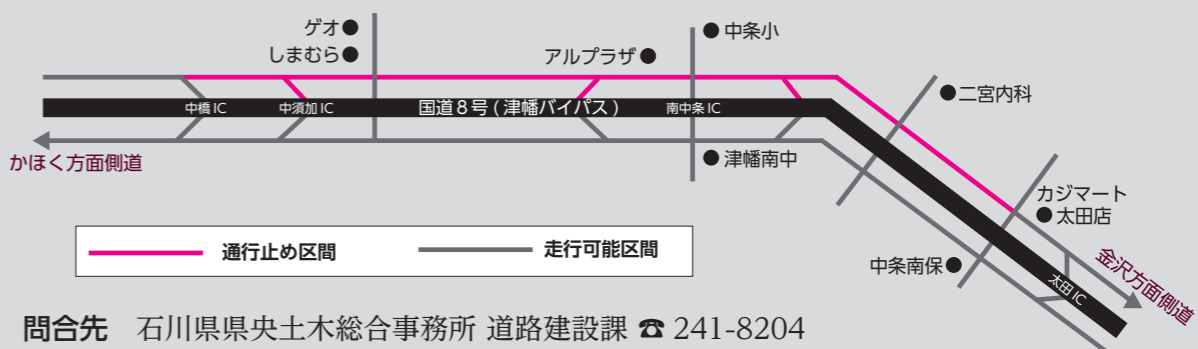 ゲオ●
しまむら●
アルプラザ●
●中条小
●二宮内科
中橋 IC
中須加 IC
国道８号 ( 津幡バイパス )
南中条 IC
かほく方面側道
●津幡南中
カジマート
●太田店
中条南保●
太田 IC
金沢方面側道
通行止め区間
走行可能区間
問合先 石川県県央土木総合事務所 道路建設課 ☎ 241-8204